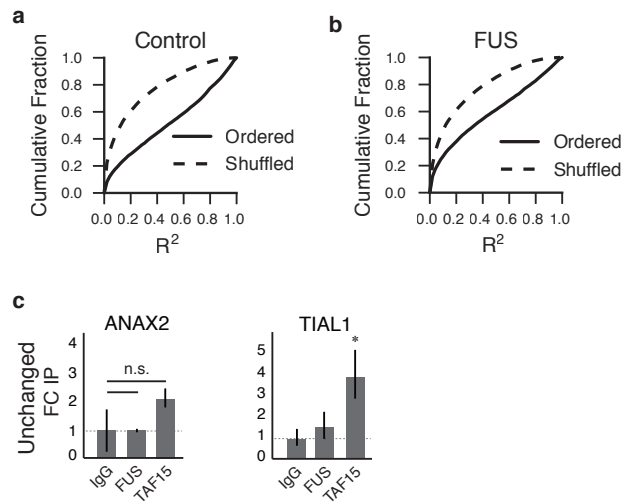 a
Control
Cumulative Fraction
1.0
0.8
0.6
0.4
0.2
0.0
Ordered
Shuffled
0.0 0.2 0.4 0.6 0.8 1.0
R²
b
FUS
Cumulative Fraction
1.0
0.8
0.6
0.4
0.2
0.0
Ordered
Shuffled
0.0 0.2 0.4 0.6 0.8 1.0
R²
c
ANAX2
Unchanged
FC IP
4
3
2
1
0
n.s.
IgG
FUS
TAF15
TIAL1
5
4
3
2
1
0
*
IgG
FUS
TAF15